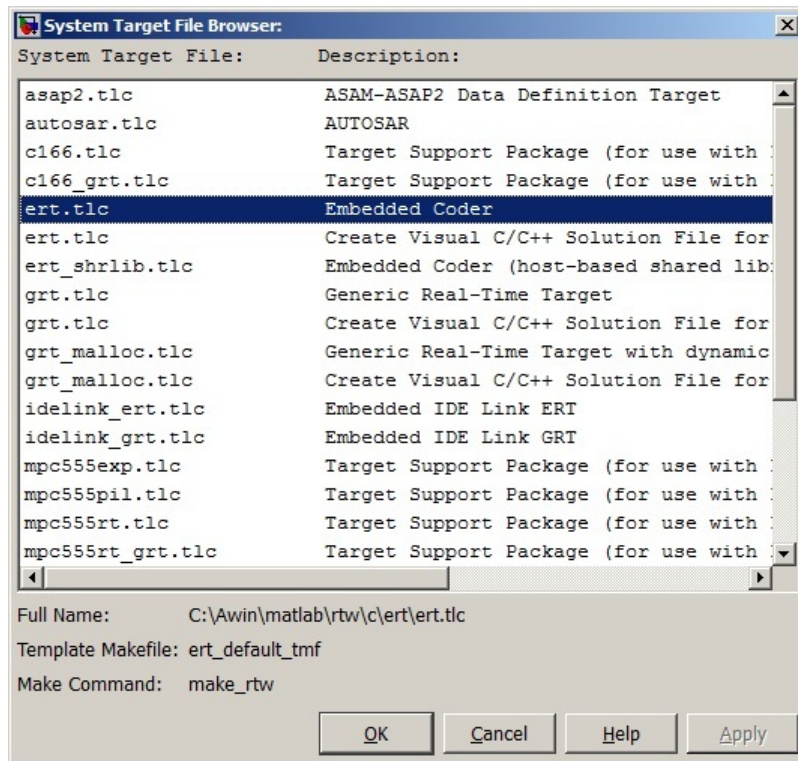 System Target File Browser:
System Target File: Description:
asap2.tlc ASAM-ASAP2 Data Definition Target
autosar.tlc AUTOSAR
c166.tlc Target Support Package (for use with
c166_grt.tlc Target Support Package (for use with
ert.tlc Embedded Coder
ert.tlc Create Visual C/C++ Solution File for
ert_shrlib.tlc Embedded Coder (host-based shared
grt.tlc Generic Real-Time Target
grt.tlc Create Visual C/C++ Solution File for
grt_malloc.tlc Generic Real-Time Target with dynamic
grt_malloc.tlc Create Visual C/C++ Solution File for
idelink_ert.tlc Embedded IDE Link ERT
idelink_grt.tlc Embedded IDE Link GRT
mpc555exp.tlc Target Support Package (for use with
mpc555pil.tlc Target Support Package (for use with
mpc555rt.tlc Target Support Package (for use with
mpc555rt_grt.tlc Target Support Package (for use with
Full Name: C:\Awin\matlab\rtw\c\ert\ert.tlc
Template Makefile: ert_default_tmf
Make Command: make_rtw
OK Cancel Help Apply